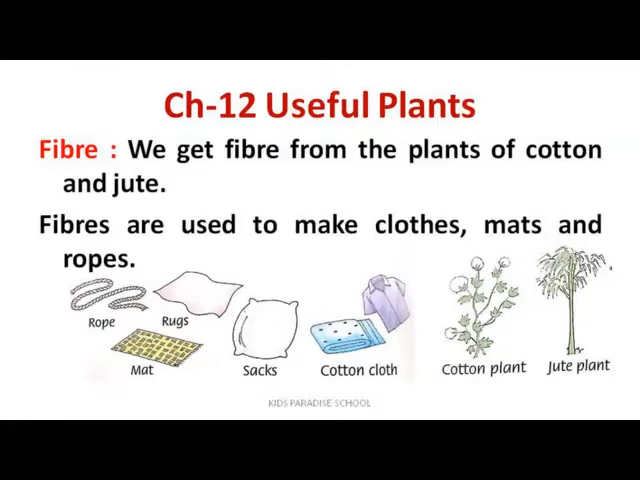 Ch-12 Useful Plants
Fibre : We get fibre from the plants of cotton
and jute.
Fibres are used to make clothes, mats and
ropes.
Rope
Rugs
Mat
Sacks
Cotton cloth
Cotton plant
Jute plant
KIDS PARADISE SCHOOL